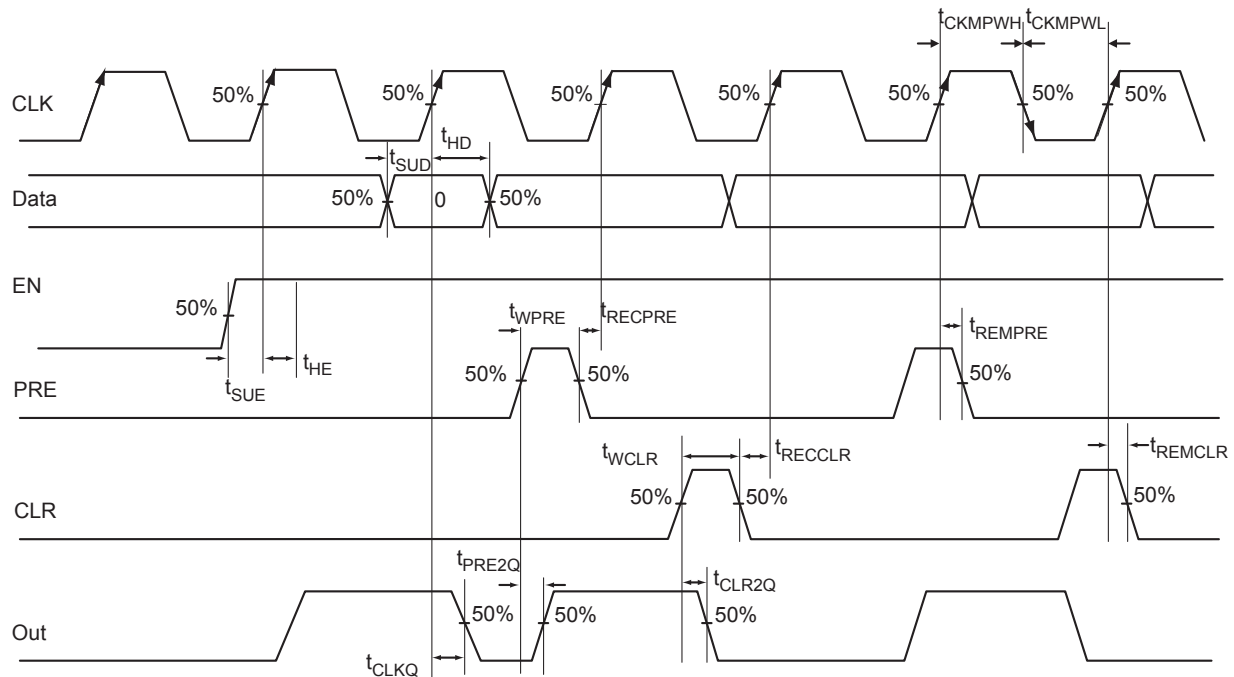 tCKMPWH tCKMPWL
CLK 50% 50% 50% 50% 50% 50% 50%
tSUD tHD
Data 50% 0 50%
EN
50%
tSUE tHE
tWPRE tRECPRE tREMPRE
PRE 50% 50% 50%
tWCLR tRECCLR tREMCLR
CLR 50% 50% 50%
tPRE2Q tCLR2Q
Out 50% 50% 50%
tCLKQ